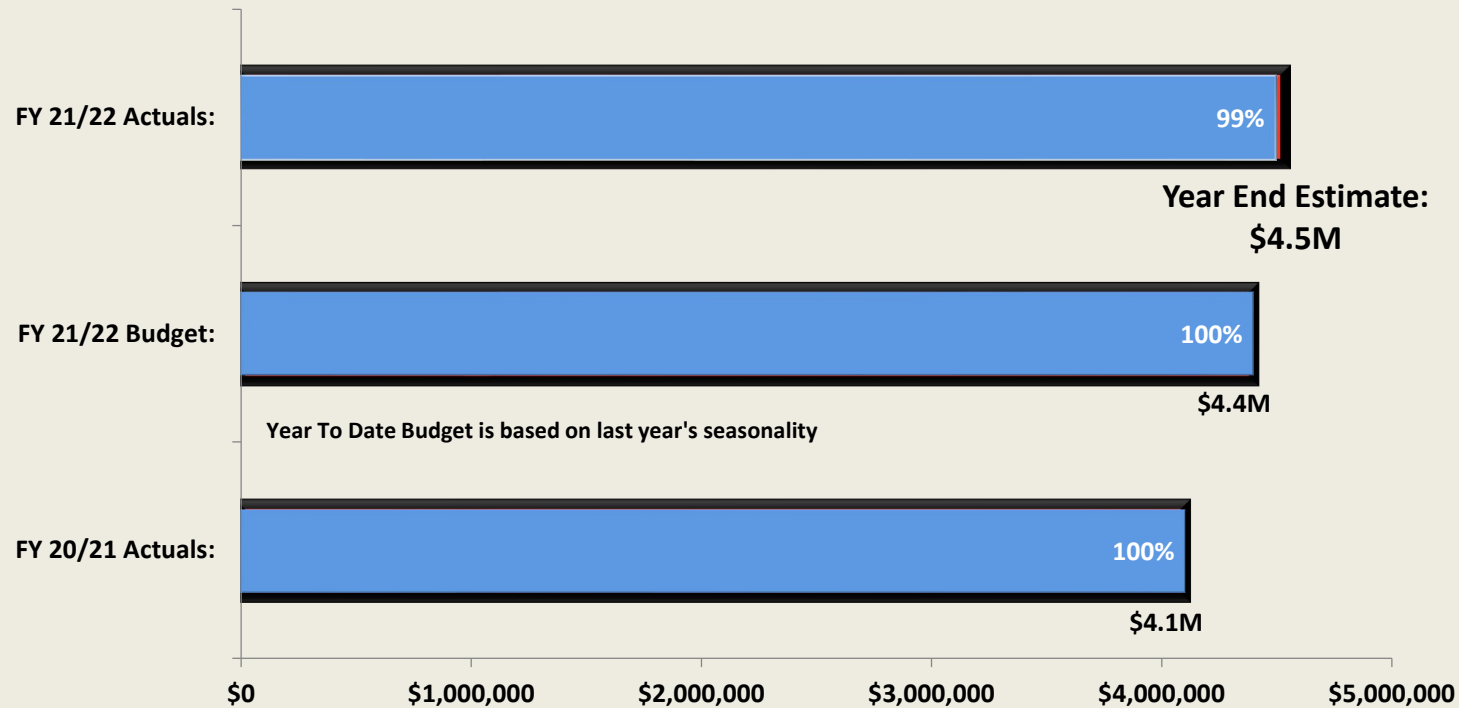 FY 21/22 Actuals:
99%
Year End Estimate:
$4.5M
FY 21/22 Budget:
100%
$4.4M
Year To Date Budget is based on last year's seasonality
FY 20/21 Actuals:
100%
$4.1M
$0 $1,000,000 $2,000,000 $3,000,000 $4,000,000 $5,000,000